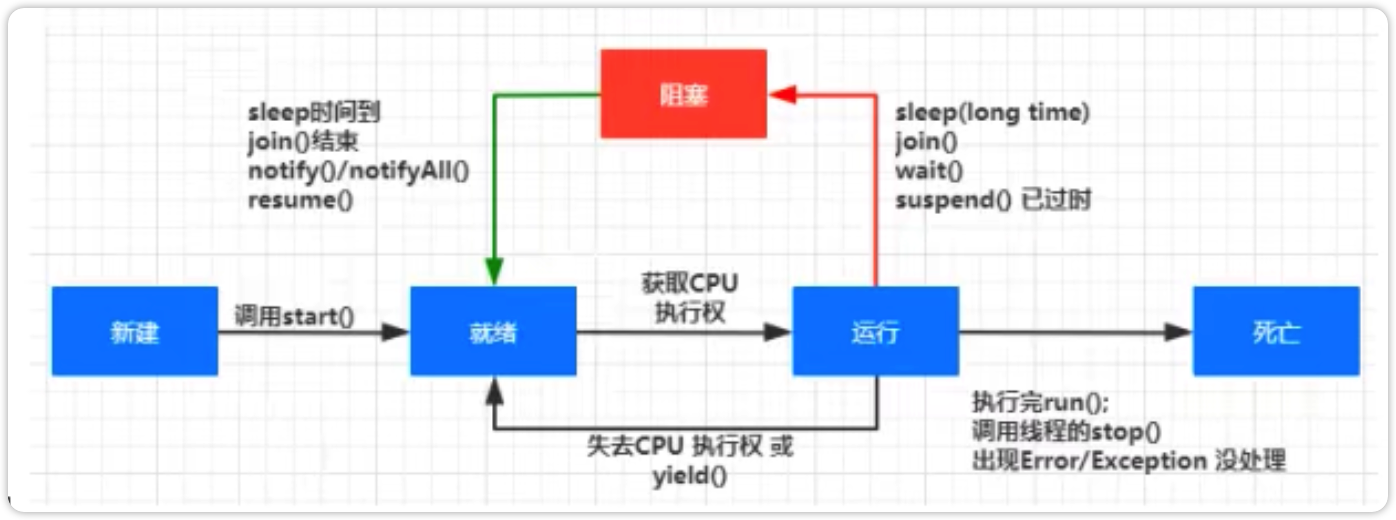 阻塞
sleep时间到
join()结束
notify()/notifyAll()
resume()
sleep(long time)
join()
wait()
suspend() 已过时
新建
调用start()
就绪
获取CPU
执行权
运行
死亡
失去CPU 执行权 或
yield()
执行完run();
调用线程的stop()
出现Error/Exception 没处理